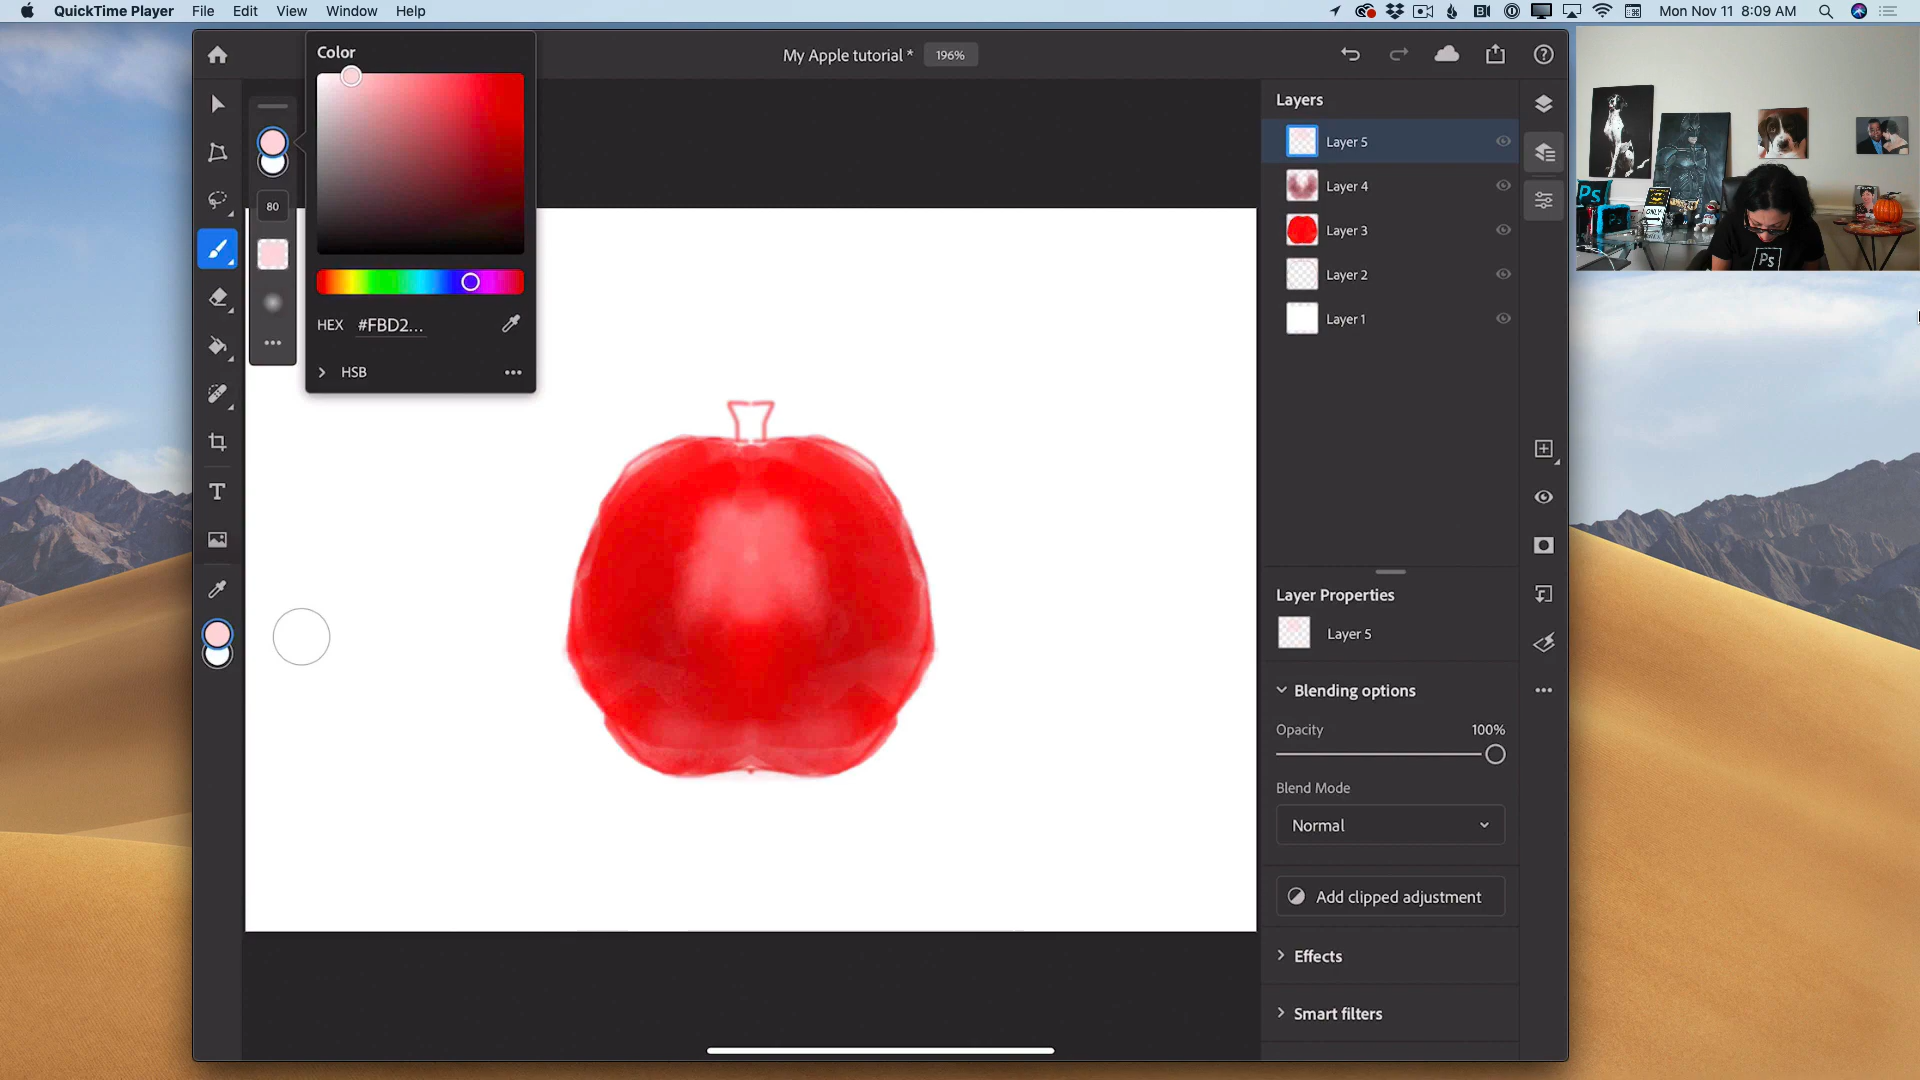 QuickTime Player File Edit View Window Help
Mon Nov 11 8:09 AM
Color
My Apple tutorial *
196%
80
HEX #FBD2...
HSB
T
Layers
Layer 5
Layer 4
Layer 3
Layer 2
Layer 1
Layer Properties
Layer 5
Blending options
Opacity 100%
Blend Mode
Normal
Add clipped adjustment
Effects
Smart filters
Ps
ONLY
Ps